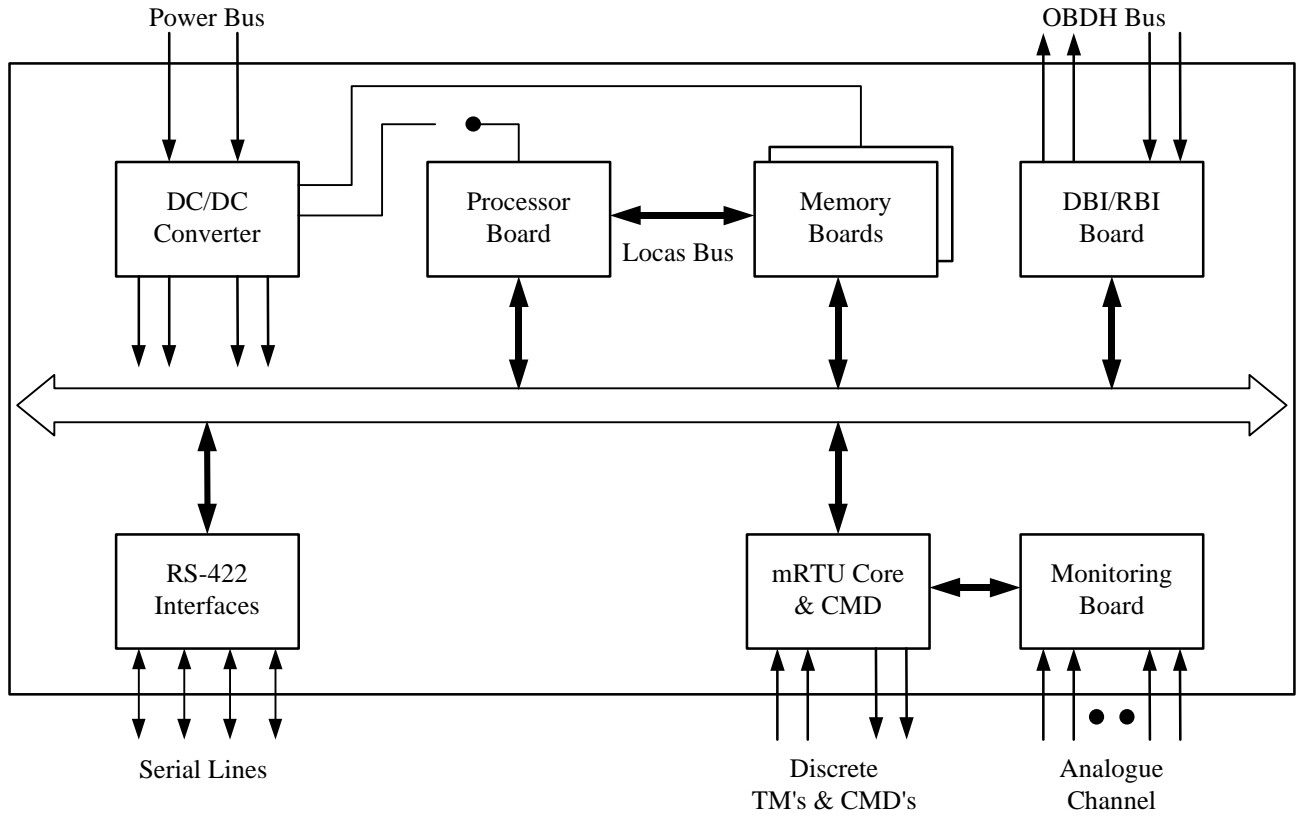 Power Bus
OBDH Bus
DC/DC
Converter
Processor
Board
Locas Bus
Memory
Boards
DBI/RBI
Board
RS-422
Interfaces
mRTU Core
& CMD
Monitoring
Board
Serial Lines
Discrete
TM's & CMD's
Analogue
Channel